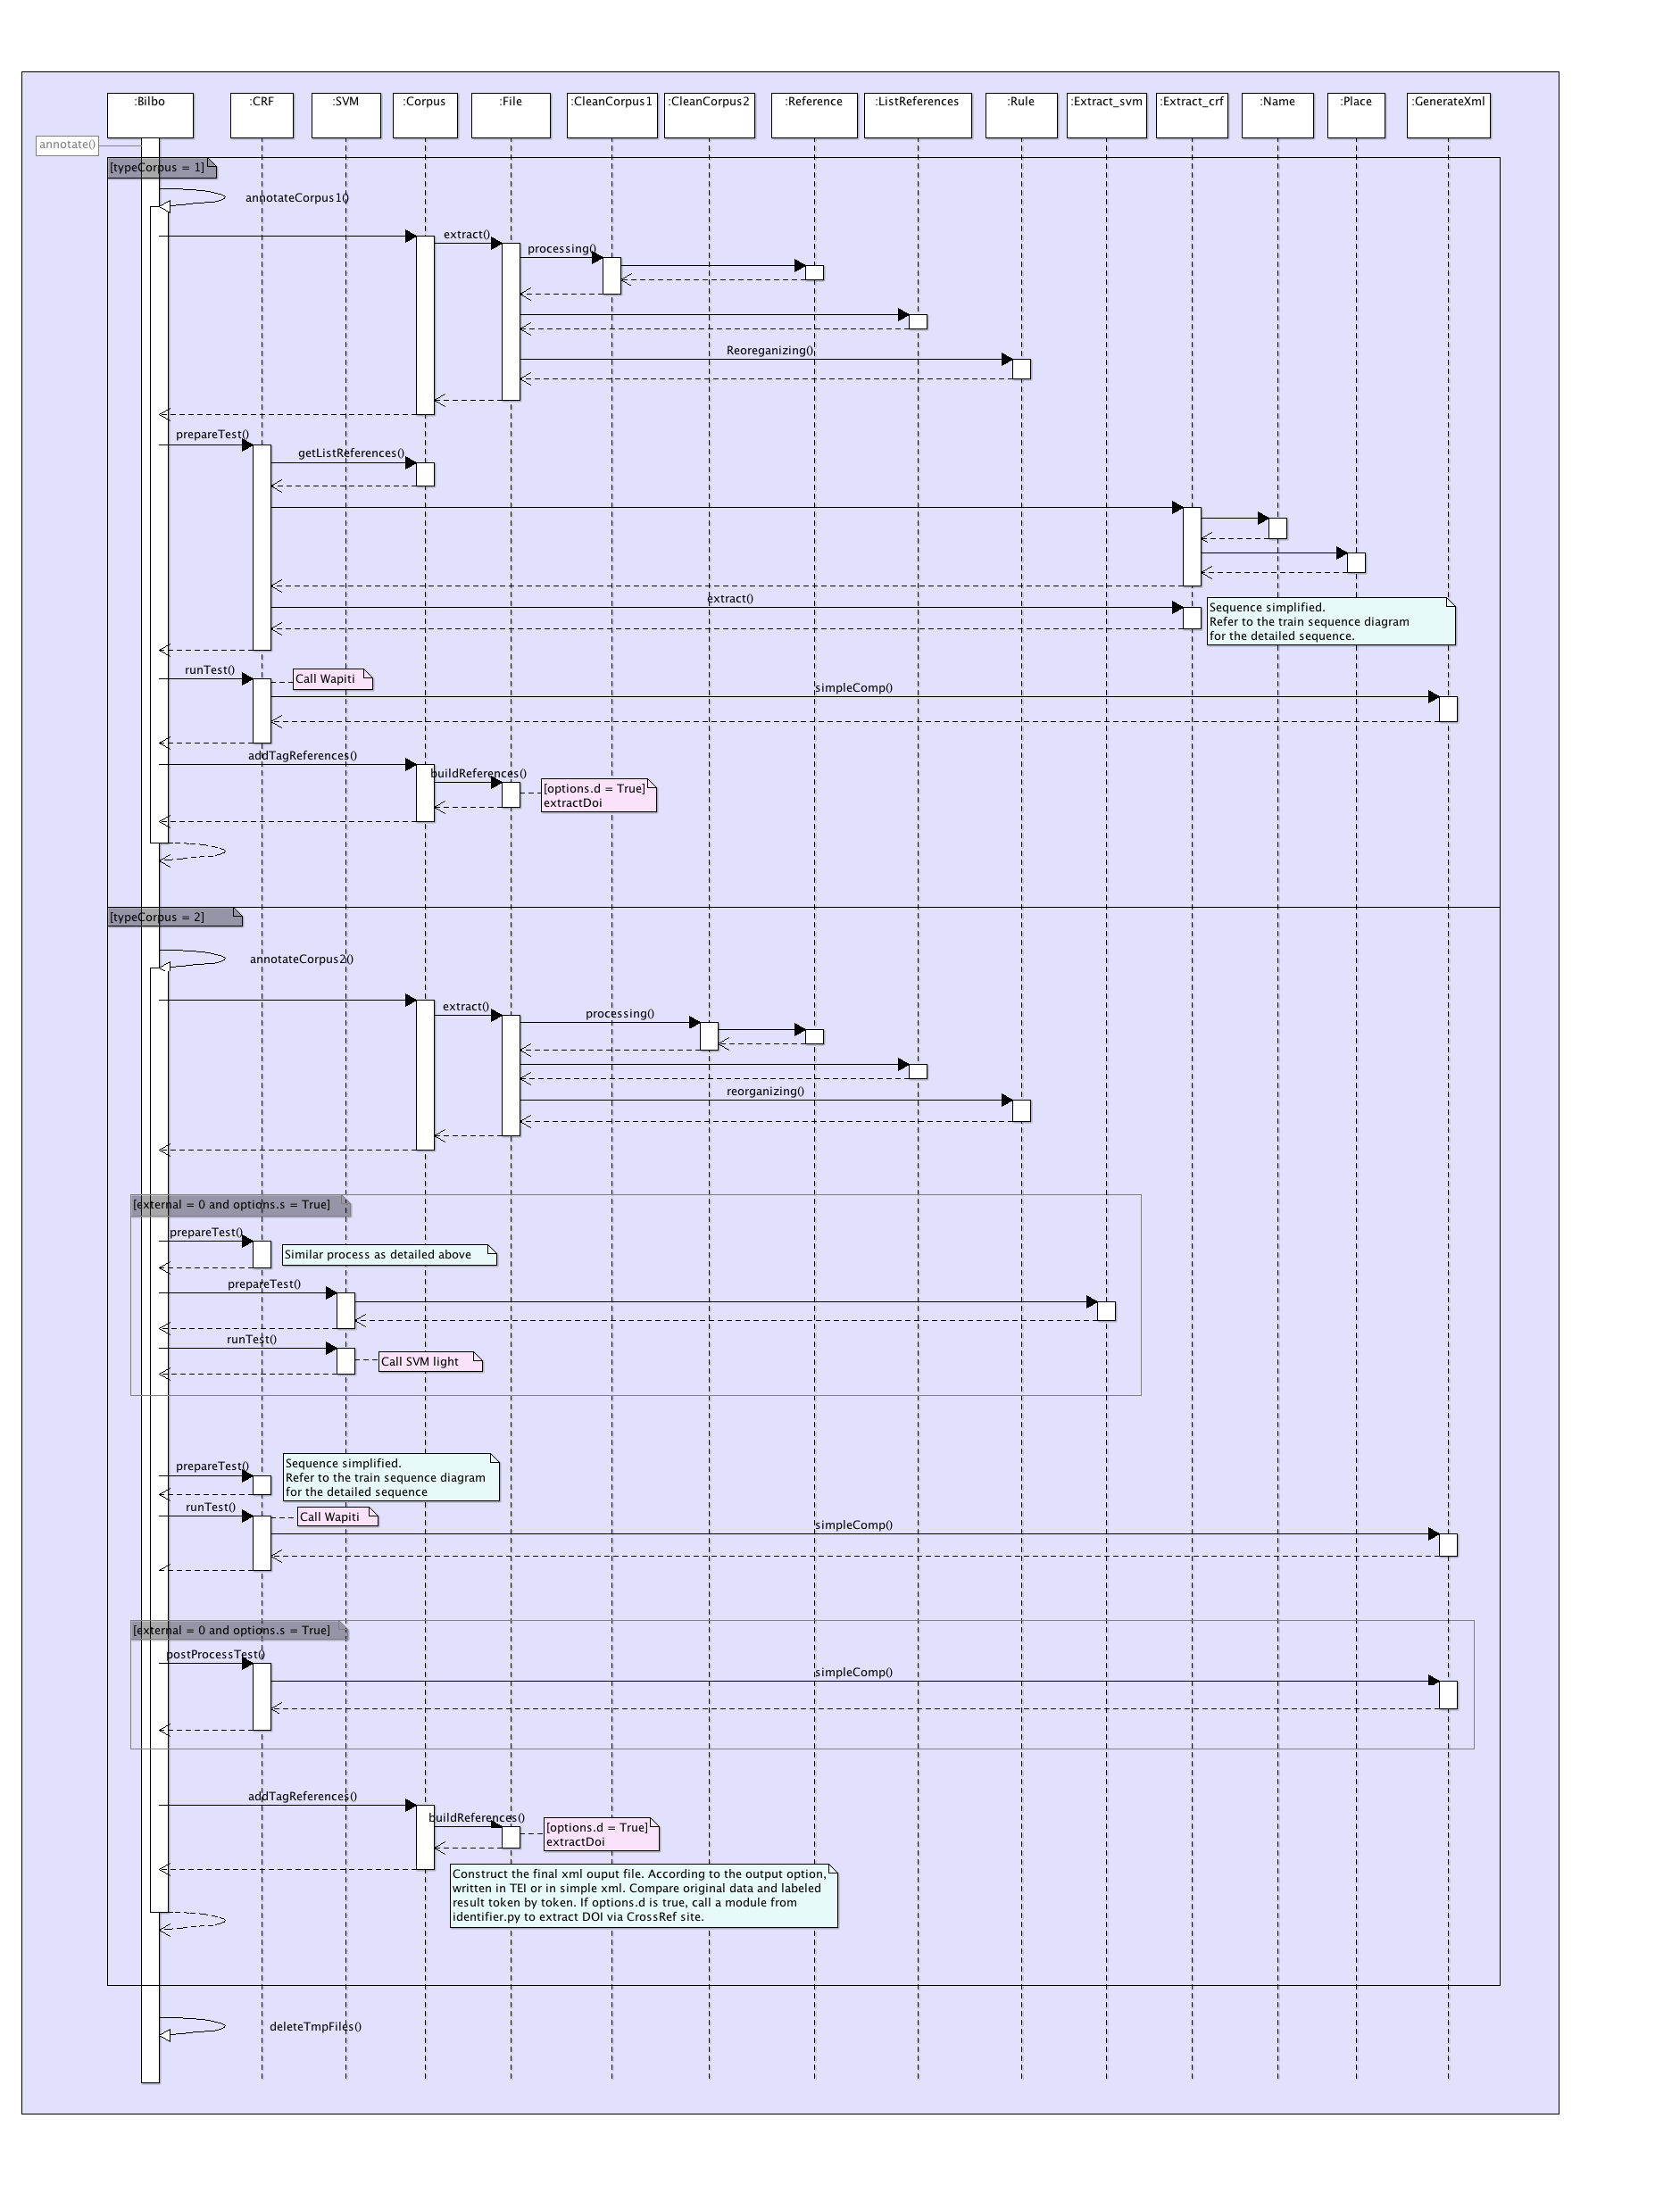 :Bilbo
:CRF
:SVM
:Corpus
:File
:CleanCorpus1
:CleanCorpus2
:Reference
:ListReferences
:Rule
:Extract_svm
:Extract_crf
:Name
:Place
:GenerateXml
annotate()
[typeCorpus = 1]
annotateCorpus1()
extract()
processing()
Reoreganizing()
prepareTest()
getListReferences()
extract()
Sequence simplified.
Refer to the train sequence diagram
for the detailed sequence.
runTest()
Call Wapiti
simpleComp()
addTagReferences()
buildReferences()
[options.d = True]
extractDoi
[typeCorpus = 2]
annotateCorpus2()
extract()
processing()
reorganizing()
[external = 0 and options.s = True]
prepareTest()
Similar process as detailed above
prepareTest()
runTest()
Call SVM light
prepareTest()
Sequence simplified.
Refer to the train sequence diagram
for the detailed sequence
runTest()
Call Wapiti
simpleComp()
[external = 0 and options.s = True]
postProcessTest()
simpleComp()
addTagReferences()
buildReferences()
[options.d = True]
extractDoi
Construct the final xml ouput file. According to the output option,
written in TEI or in simple xml. Compare original data and labeled
result token by token. If options.d is true, call a module from
identifier.py to extract DOI via CrossRef site.
deleteTmpFiles()